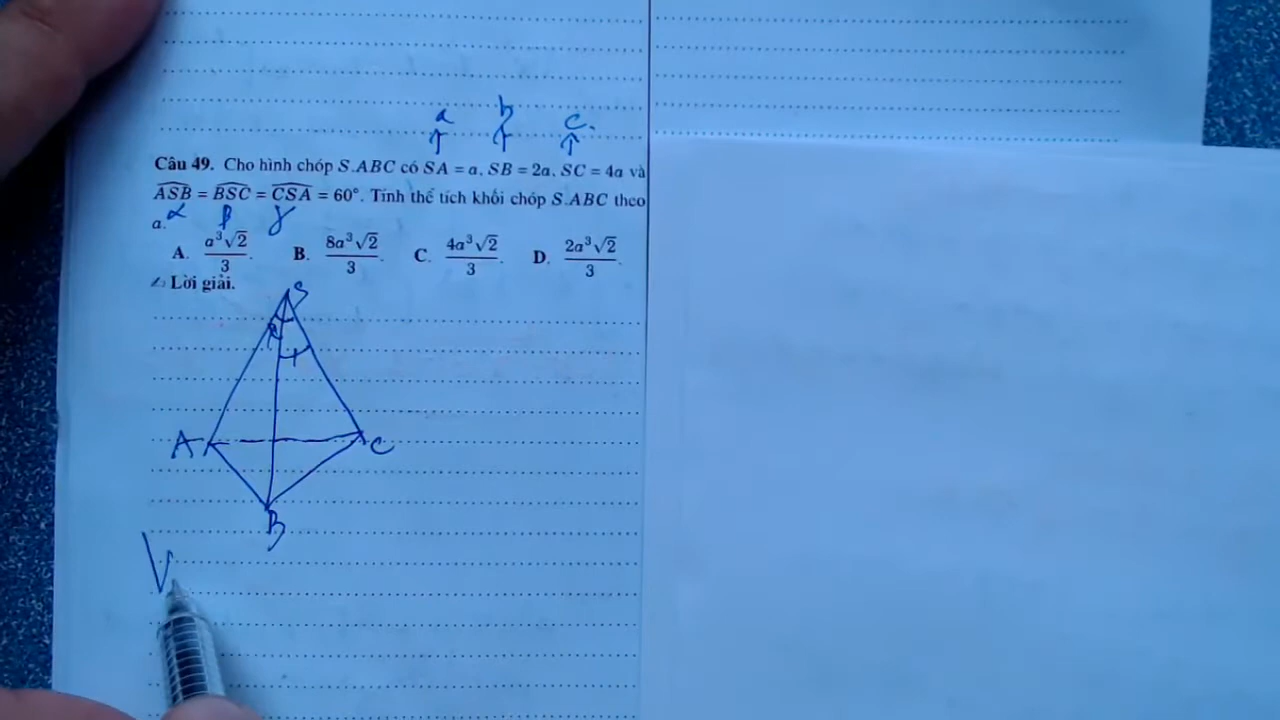 a b c.
Câu 49. Cho hình chóp S.ABC có SA = a, SB = 2a, SC = 4a và
ASB = BSC = CSA = 60°. Tính thể tích khối chóp S.ABC theo
a. α β γ
A. a³√2/3. B. 8a³√2/3. C. 4a³√2/3. D. 2a³√2/3.
Lời giải.
S
A C
B
V